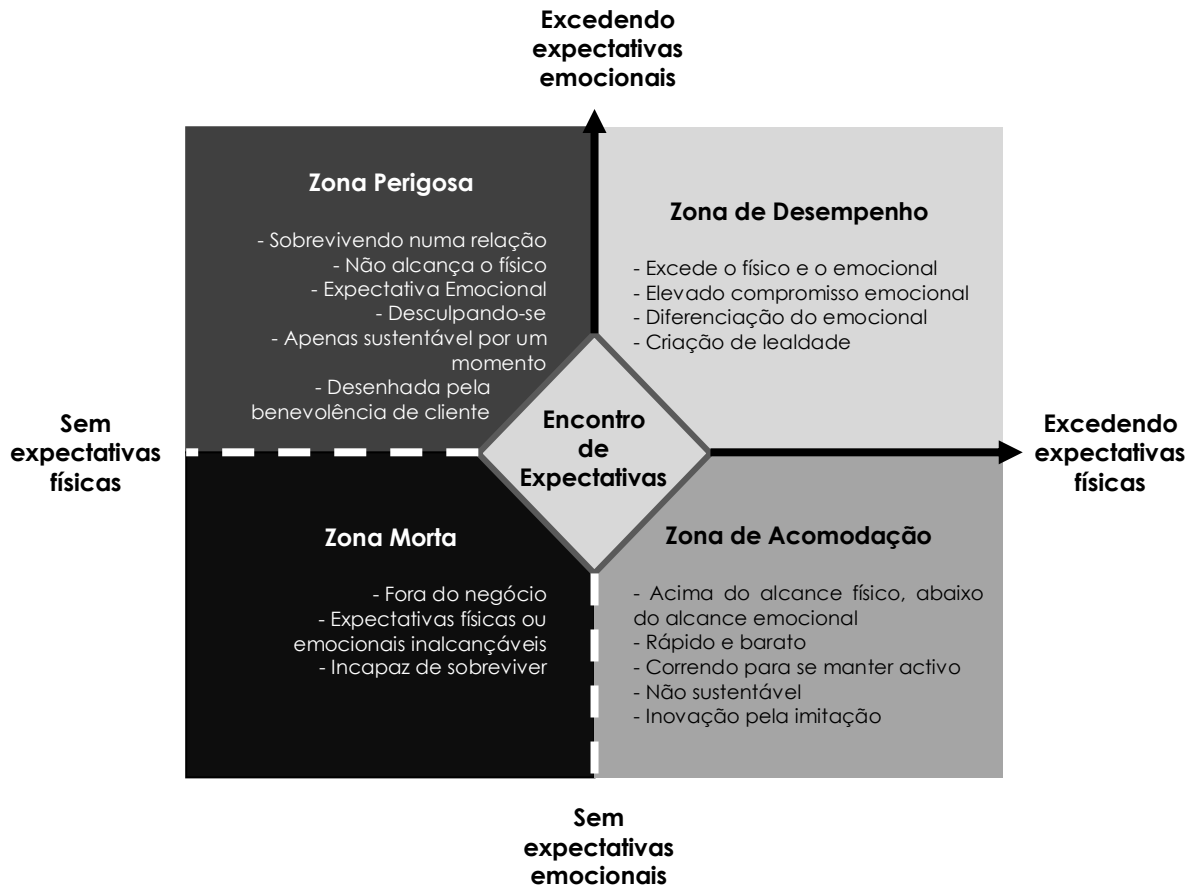 Excedendo
expectativas
emocionais
Zona Perigosa
- Sobrevivendo numa relação
- Não alcança o físico
- Expectativa Emocional
- Desculpando-se
- Apenas sustentável por um
momento
- Desenhada pela
benevolência de cliente
Zona de Desempenho
- Excede o físico e o emocional
- Elevado compromisso emocional
- Diferenciação do emocional
- Criação de lealdade
Sem
expectativas
físicas
Encontro
de
Expectativas
Excedendo
expectativas
físicas
Zona Morta
- Fora do negócio
- Expectativas físicas ou
emocionais inalcançáveis
- Incapaz de sobreviver
Zona de Acomodação
- Acima do alcance físico, abaixo
do alcance emocional
- Rápido e barato
- Correndo para se manter activo
- Não sustentável
- Inovação pela imitação
Sem
expectativas
emocionais